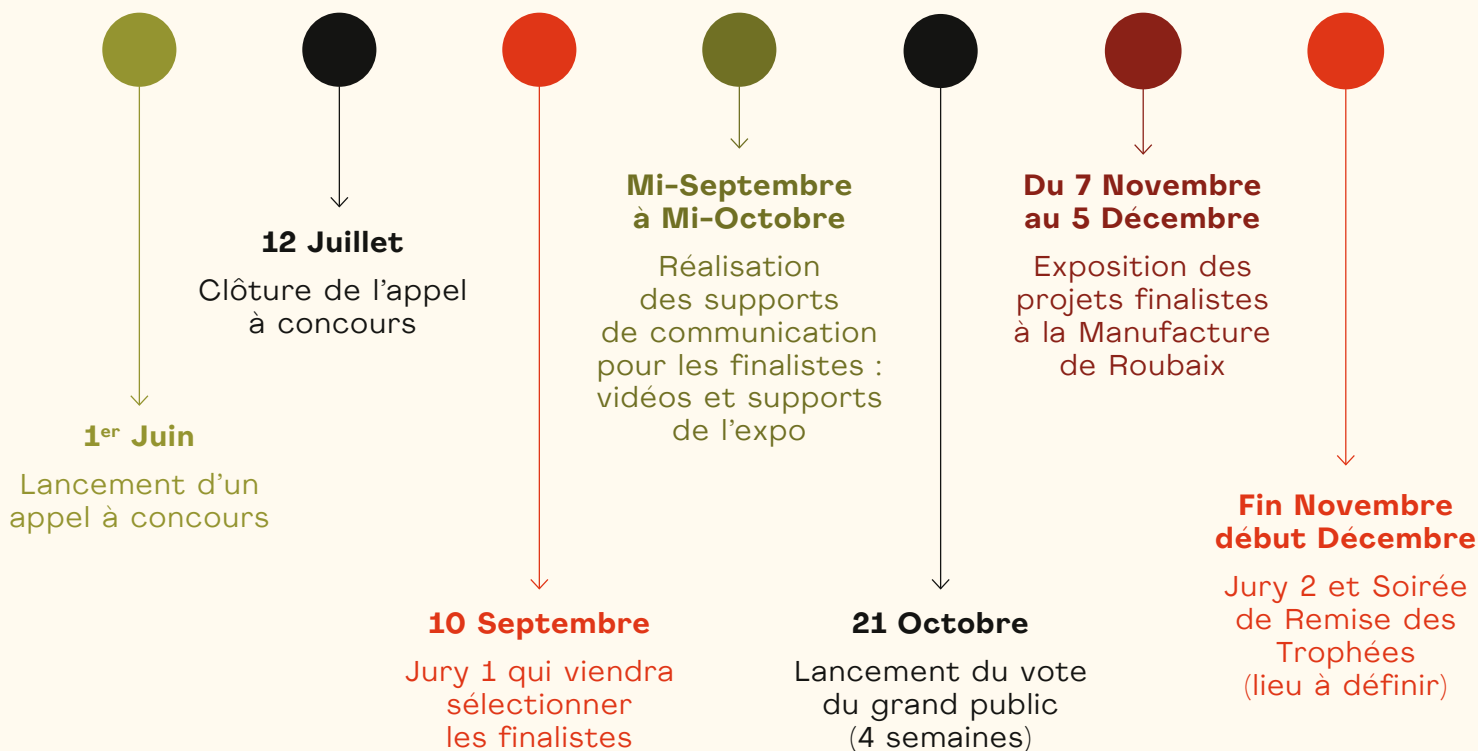 1er Juin
Lancement d’un
appel à concours
12 Juillet
Clôture de l’appel
à concours
10 Septembre
Jury 1 qui viendra
sélectionner
les finalistes
Mi-Septembre
à Mi-Octobre
Réalisation
des supports
de communication
pour les finalistes :
vidéos et supports
de l’expo
21 Octobre
Lancement du vote
du grand public
(4 semaines)
Du 7 Novembre
au 5 Décembre
Exposition des
projets finalistes
à la Manufacture
de Roubaix
Fin Novembre
début Décembre
Jury 2 et Soirée
de Remise des
Trophées
(lieu à définir)